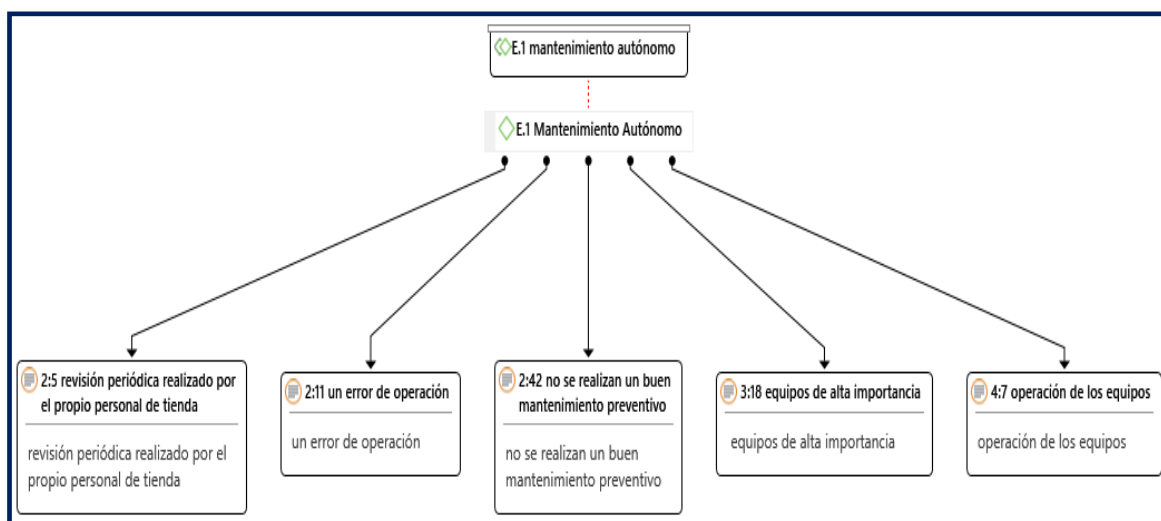 E.1 mantenimiento autónomo
E.1 Mantenimiento Autónomo
2:5 revisión periódica realizado por
el propio personal de tienda
revisión periódica realizado por el
propio personal de tienda
2:11 un error de operación
un error de operación
2:42 no se realizan un buen
mantenimiento preventivo
no se realizan un buen
mantenimiento preventivo
3:18 equipos de alta importancia
equipos de alta importancia
4:7 operación de los equipos
operación de los equipos